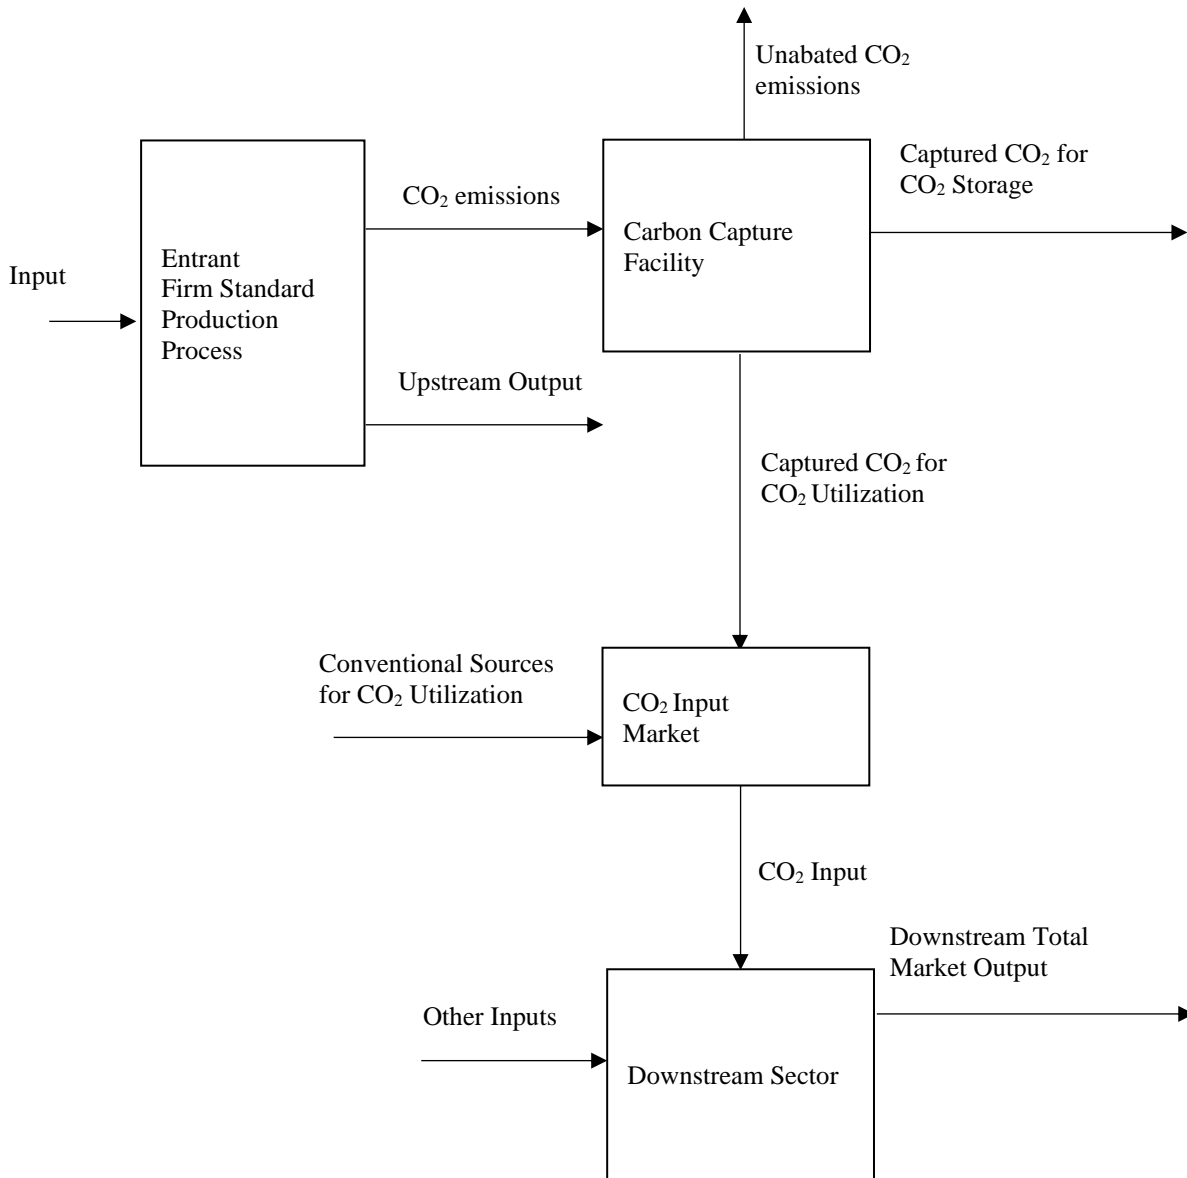 Unabated CO₂
emissions
Captured CO₂ for
CO₂ Storage
CO₂ emissions
Carbon Capture
Facility
Input
Entrant
Firm Standard
Production
Process
Upstream Output
Captured CO₂ for
CO₂ Utilization
Conventional Sources
for CO₂ Utilization
CO₂ Input
Market
CO₂ Input
Downstream Total
Market Output
Other Inputs
Downstream Sector